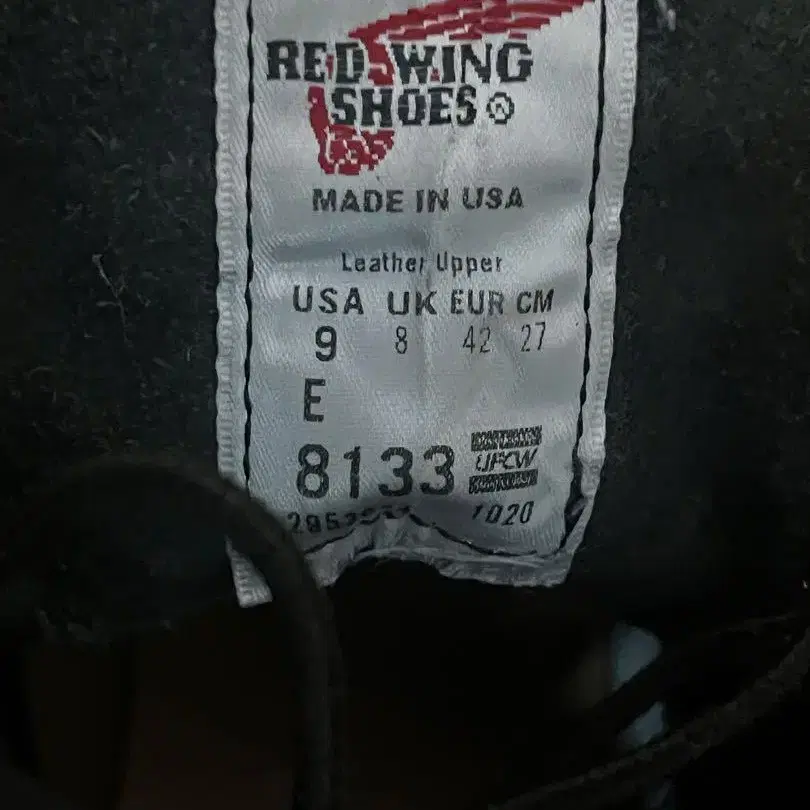 RED WING
SHOES ®
MADE IN USA
Leather Upper
USA UK EUR CM
9 8 42 27
E
8133 UFCW
1020